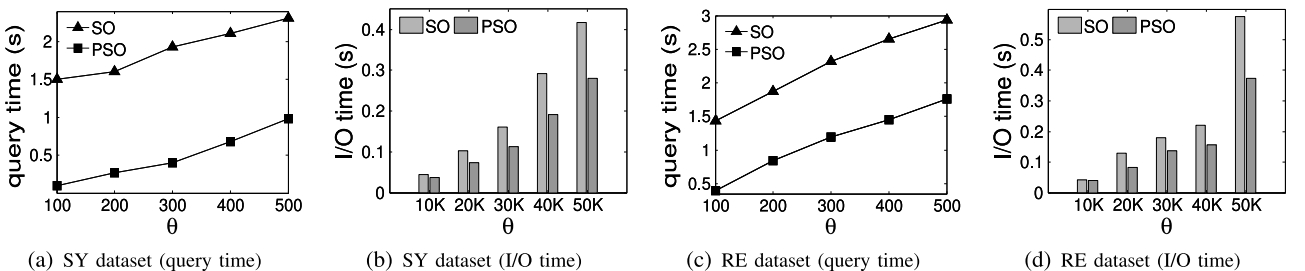 query time (s)
2
1.5
1
0.5
SO
PSO
100 200 300 400 500
θ
(a) SY dataset (query time)
I/O time (s)
0.4
0.3
0.2
0.1
0
SO PSO
10K 20K 30K 40K 50K
θ
(b) SY dataset (I/O time)
query time (s)
3
2.5
2
1.5
1
0.5
SO
PSO
100 200 300 400 500
θ
(c) RE dataset (query time)
I/O time (s)
0.5
0.4
0.3
0.2
0.1
0
SO PSO
10K 20K 30K 40K 50K
θ
(d) RE dataset (I/O time)